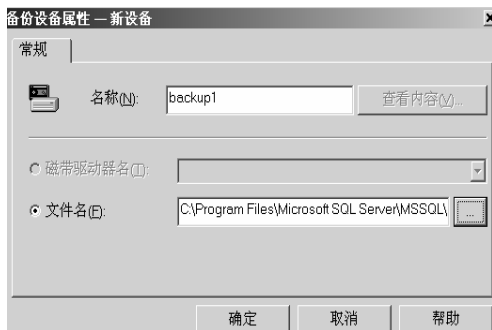 备份设备属性 — 新设备
常规
名称(N): backup1 查看内容(V)...
磁带驱动器名(T):
文件名(F): C:\Program Files\Microsoft SQL Server\MSSQL\ ...
确定 取消 帮助